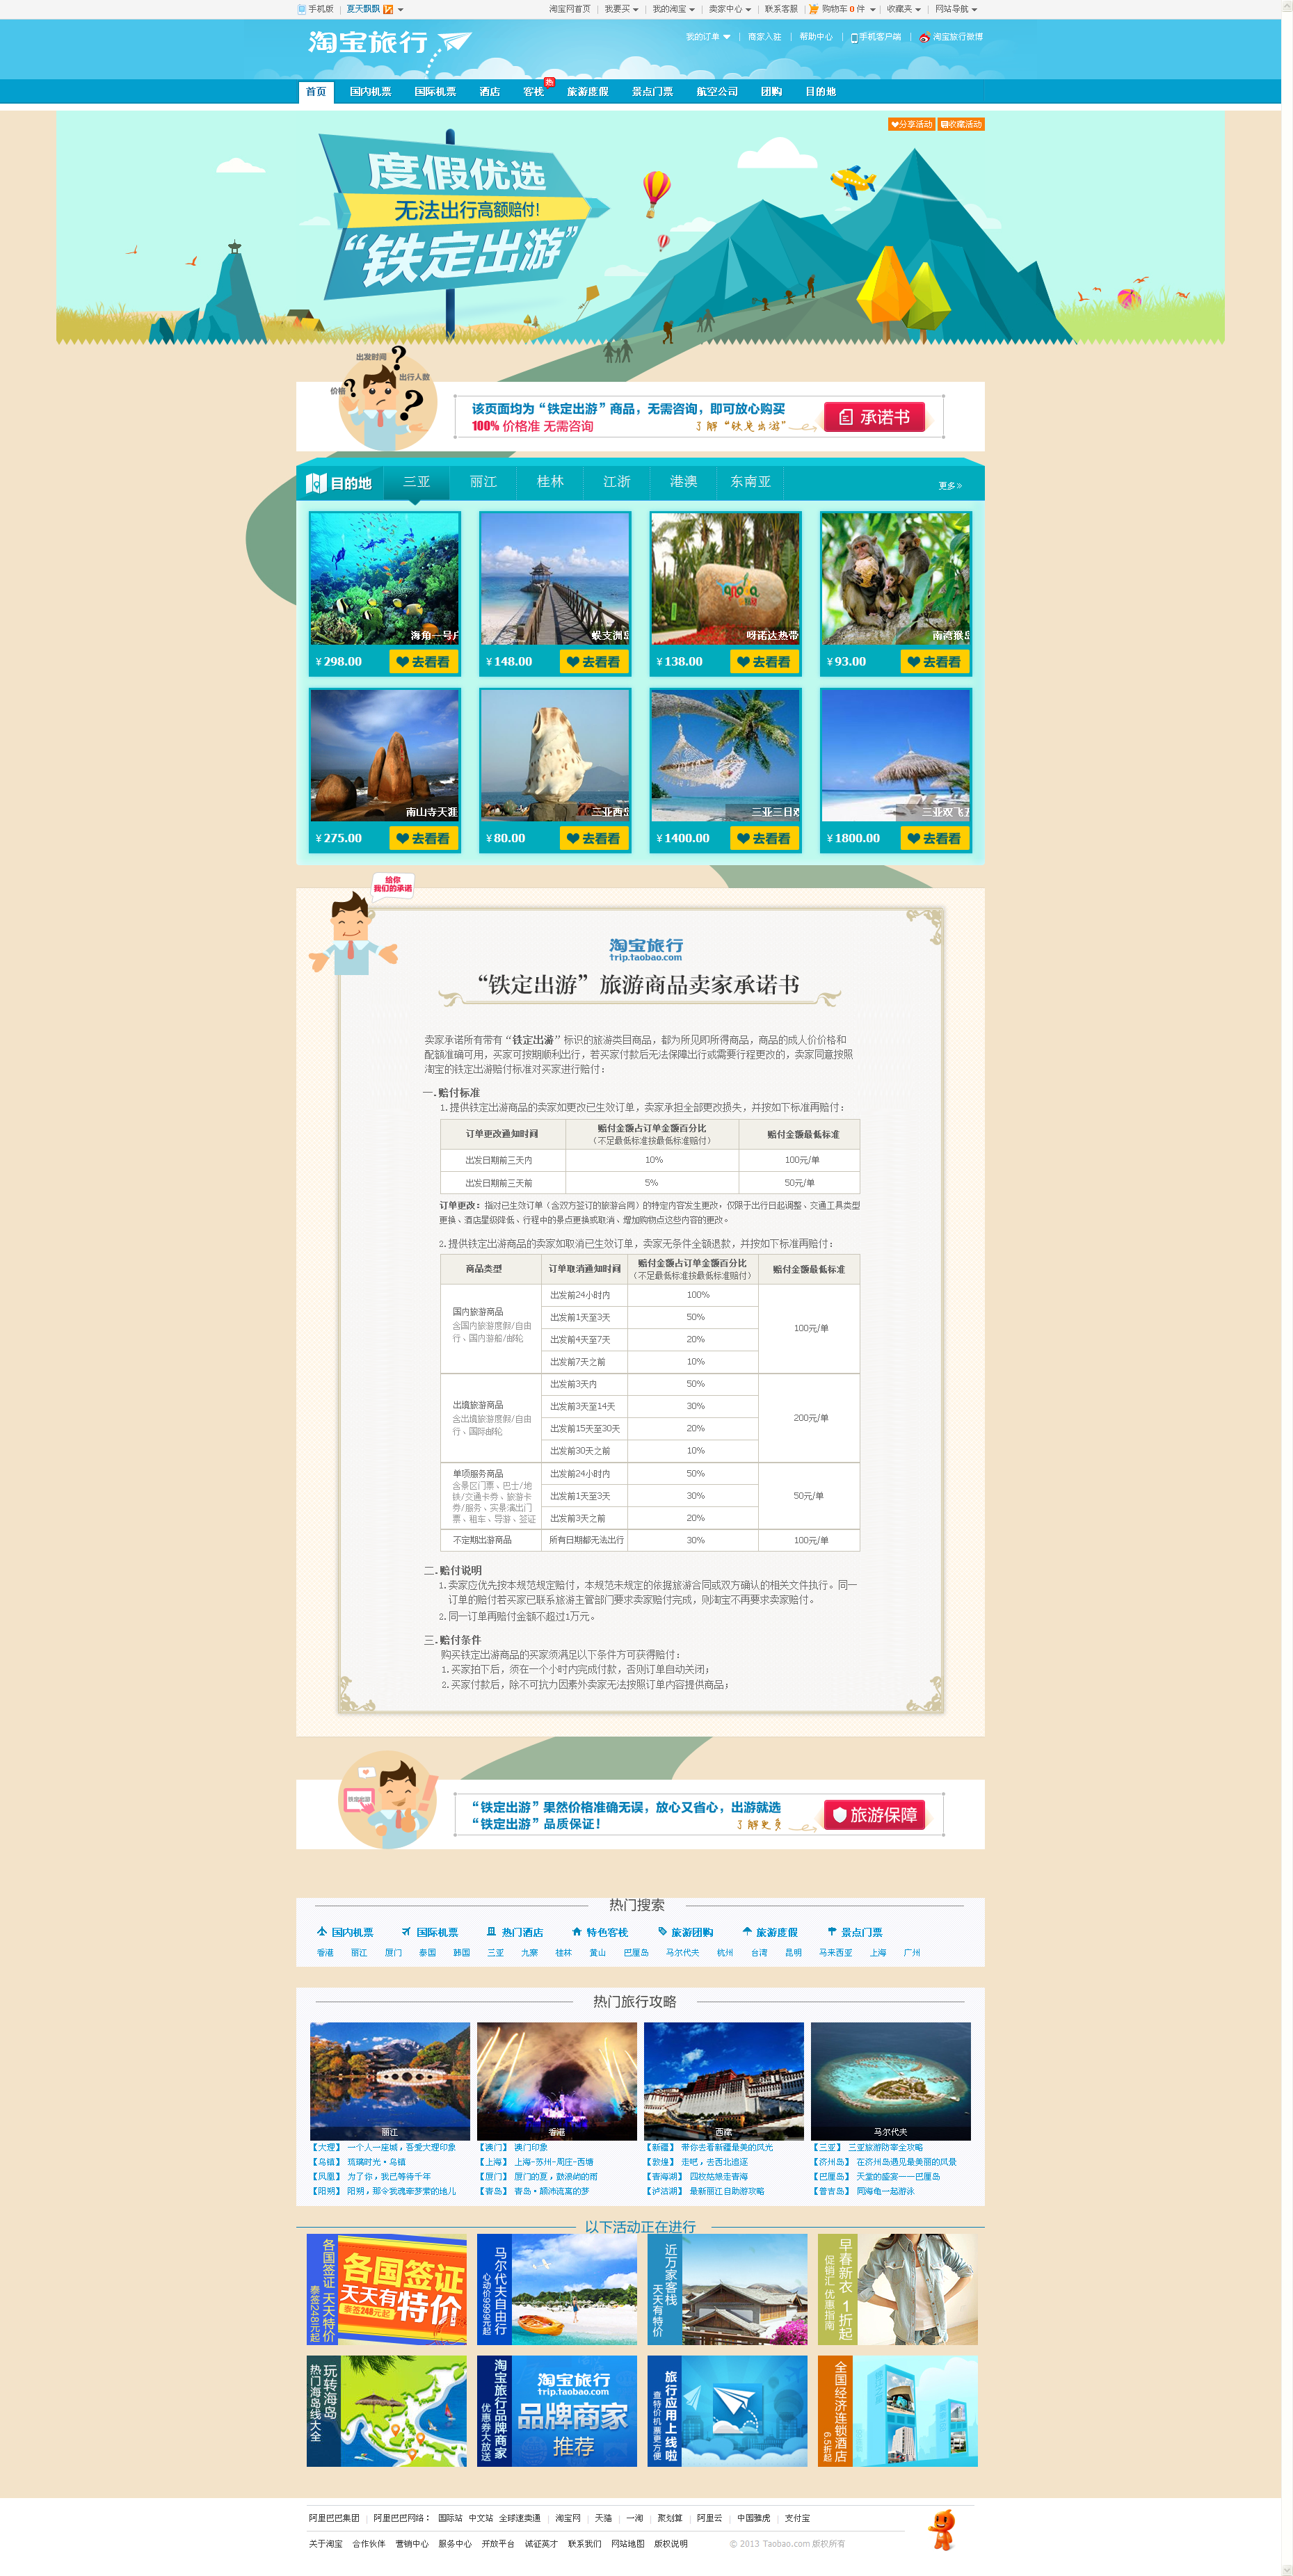 手机版 夏天飘飘
淘宝网首页 我要买 我的淘宝 卖家中心 联系客服 购物车 0 件 收藏夹 网站导航
淘宝旅行
我的订单 商家入驻 帮助中心 手机客户端 淘宝旅行微博
首页 国内机票 国际机票 酒店 客栈 热 旅游度假 景点门票 航空公司 团购 目的地
分享活动 收藏活动
度假优选
无法出行高额赔付!
“铁定出游”
出发时间
出行人数
价格
该页面均为“铁定出游”商品，无需咨询，即可放心购买
100% 价格准 无需咨询
了解“铁定出游”
承诺书
目的地 三亚 丽江 桂林 江浙 港澳 东南亚 更多»
海角一号户 蜈支洲岛 呀诺达热带 南湾猴岛
¥298.00 去看看 ¥148.00 去看看 ¥138.00 去看看 ¥93.00 去看看
南山寺天涯 三亚西岛 三亚三日双 三亚双飞五
¥275.00 去看看 ¥80.00 去看看 ¥1400.00 去看看 ¥1800.00 去看看
给你
我们的承诺
淘宝旅行
trip.taobao.com
“铁定出游”旅游商品卖家承诺书
卖家承诺所有带有“铁定出游”标识的旅游类目商品，都为所见即所得商品，商品的成人价价格和
配额准确可用，买家可按期顺利出行，若买家付款后无法保障出行或需要行程更改的，卖家同意按照
淘宝的铁定出游赔付标准对买家进行赔付：
一.赔付标准
1.提供铁定出游商品的卖家如更改已生效订单，卖家承担全部更改损失，并按如下标准再赔付：
订单更改通知时间 赔付金额占订单金额百分比 赔付金额最低标准
（不足最低标准按最低标准赔付）
出发日期前三天内 10% 100元/单
出发日期前三天前 5% 50元/单
订单更改：指对已生效订单（含双方签订的旅游合同）的特定内容发生更改，仅限于出行日起调整、交通工具类型
更换、酒店星级降低、行程中的景点更换或取消、增加购物点这些内容的更改。
2.提供铁定出游商品的卖家如取消已生效订单，卖家无条件全额退款，并按如下标准再赔付：
商品类型 订单取消通知时间 赔付金额占订单金额百分比 赔付金额最低标准
（不足最低标准按最低标准赔付）
国内旅游商品
含国内旅游度假/自由
行、国内游船/邮轮
出发前24小时内 100%
出发前1天至3天 50%
出发前4天至7天 20%
出发前7天之前 10%
100元/单
出境旅游商品
含出境旅游度假/自由
行、国际邮轮
出发前3天内 50%
出发前3天至14天 30%
出发前15天至30天 20%
出发前30天之前 10%
200元/单
单项服务商品
含景区门票、巴士/地
铁/交通卡券、旅游卡
券/服务、实景演出门
票、租车、导游、签证
出发前24小时内 50%
出发前1天至3天 30%
出发前3天之前 20%
50元/单
不定期出游商品 所有日期都无法出行 30% 100元/单
二.赔付说明
1.卖家应优先按本规范规定赔付，本规范未规定的依据旅游合同或双方确认的相关文件执行。同一
订单的赔付若买家已联系旅游主管部门要求卖家赔付完成，则淘宝不再要求卖家赔付。
2.同一订单再赔付金额不超过1万元。
三.赔付条件
购买铁定出游商品的买家须满足以下条件方可获得赔付：
1.买家拍下后，须在一个小时内完成付款，否则订单自动关闭；
2.买家付款后，除不可抗力因素外卖家无法按照订单内容提供商品；
铁定出游
“铁定出游”果然价格准确无误，放心又省心，出游就选
“铁定出游”品质保证!
了解更多
旅游保障
热门搜索
国内机票 国际机票 热门酒店 特色客栈 旅游团购 旅游度假 景点门票
香港 丽江 厦门 泰国 韩国 三亚 九寨 桂林 黄山 巴厘岛 马尔代夫 杭州 台湾 昆明 马来西亚 上海 广州
热门旅行攻略
丽江 香港 西藏 马尔代夫
【大理】 一个人一座城，吾爱大理印象 【澳门】 澳门印象 【新疆】 带你去看新疆最美的风光 【三亚】 三亚旅游防宰全攻略
【乌镇】 琉璃时光·乌镇 【上海】 上海-苏州-周庄-西塘 【敦煌】 走吧，去西北追逐 【济州岛】 在济州岛遇见最美丽的风景
【凤凰】 为了你，我已等待千年 【厦门】 厦门的夏，鼓浪屿的雨 【青海湖】 四枚姑娘走青海 【巴厘岛】 天堂的盛宴——巴厘岛
【阳朔】 阳朔，那令我魂牵梦萦的地儿 【青岛】 青岛·颠沛流离的梦 【泸沽湖】 最新丽江自助游攻略 【普吉岛】 同海龟一起游泳
以下活动正在进行
各国签证 天天特价
泰签248元起
各国签证
天天有特价
泰签248元起
马尔代夫自由行
心动价9999元起
近万家客栈
天天有特价
早春新衣 1折起
促销汇 优惠指南
玩转海岛
热门海岛线大全
淘宝旅行品牌商家
优惠券大放送
淘宝旅行
trip.taobao.com
品牌商家
推荐
旅行应用上线啦
查特价机票更方便
全国经济连锁酒店
6.5折起
阿里巴巴集团 阿里巴巴网络： 国际站 中文站 全球速卖通 淘宝网 天猫 一淘 聚划算 阿里云 中国雅虎 支付宝
关于淘宝 合作伙伴 营销中心 服务中心 开放平台 诚征英才 联系我们 网站地图 版权说明 © 2013 Taobao.com 版权所有